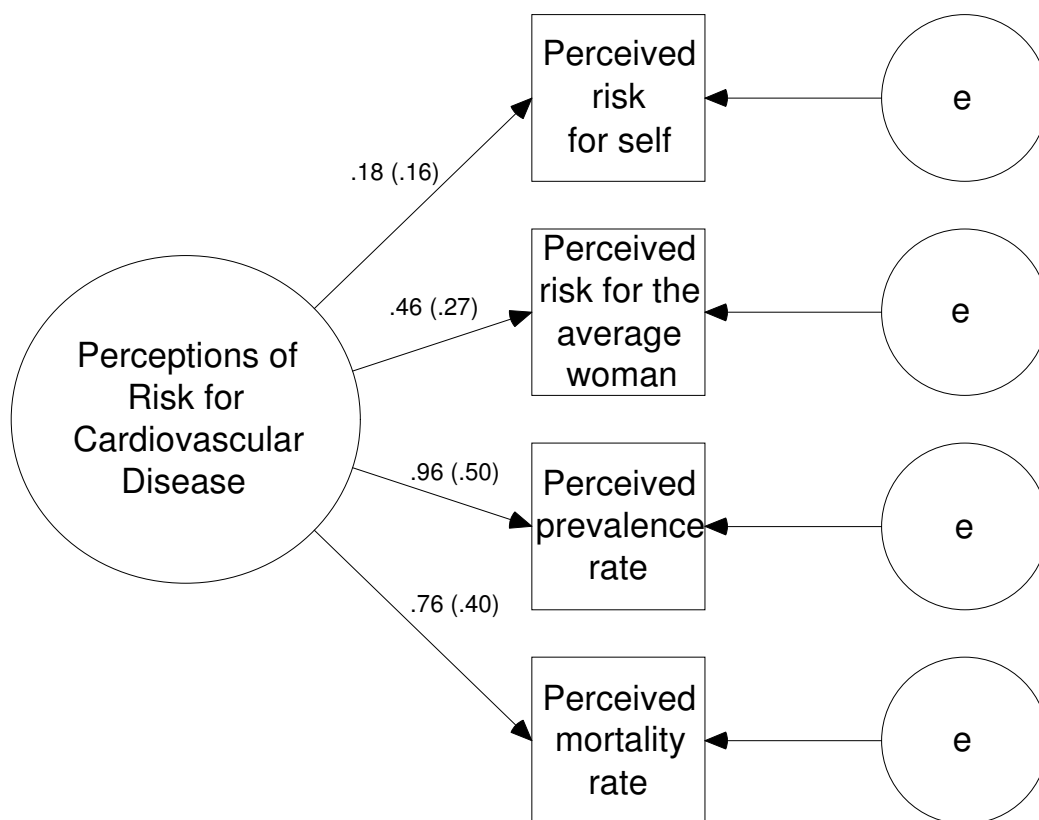 Perceived
risk
for self
e
.18 (.16)
Perceived
risk for the
average
woman
e
.46 (.27)
Perceptions of
Risk for
Cardiovascular
Disease
.96 (.50)
Perceived
prevalence
rate
e
.76 (.40)
Perceived
mortality
rate
e